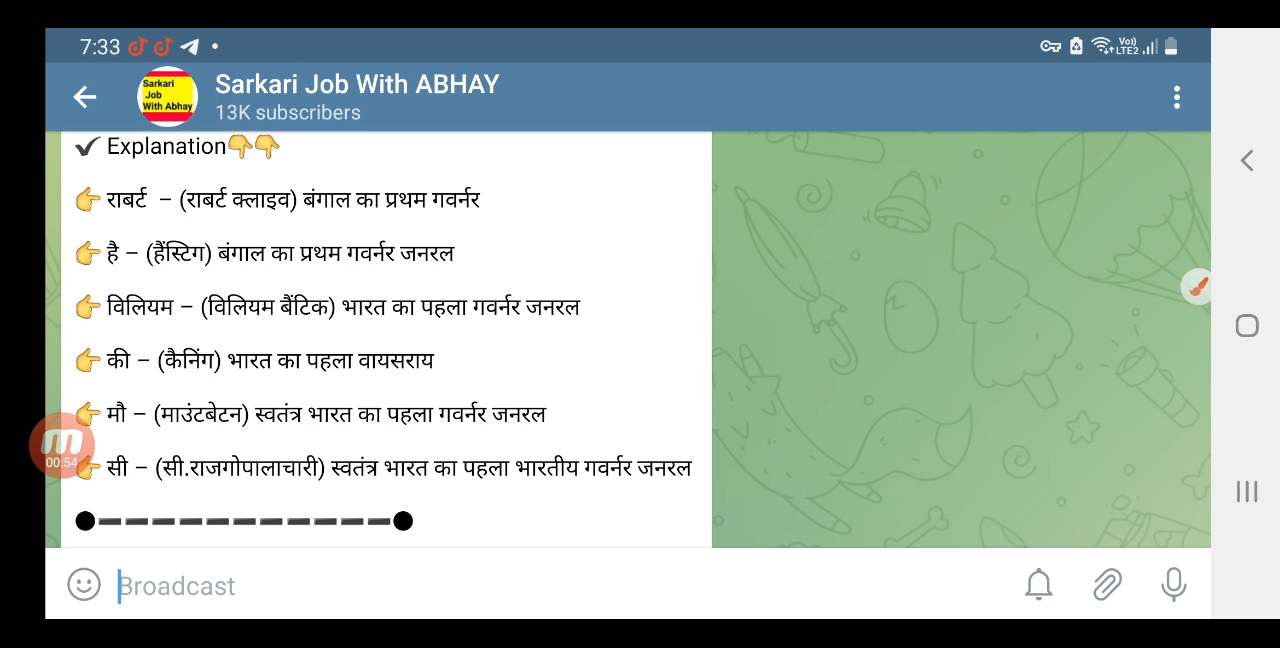 7:33
Vo)) LTE2
Sarkari Job With Abhay
Sarkari Job With ABHAY
13K subscribers
✔ Explanation👇👇
👉 राबर्ट – (राबर्ट क्लाइव) बंगाल का प्रथम गवर्नर
👉 है – (हैंस्टिग) बंगाल का प्रथम गवर्नर जनरल
👉 विलियम – (विलियम बैंटिक) भारत का पहला गवर्नर जनरल
👉 की – (कैनिंग) भारत का पहला वायसराय
👉 मौ – (माउंटबेटन) स्वतंत्र भारत का पहला गवर्नर जनरल
00:54
👉 सी – (सी.राजगोपालाचारी) स्वतंत्र भारत का पहला भारतीय गवर्नर जनरल
●➖➖➖➖➖➖➖➖➖➖➖●
Broadcast